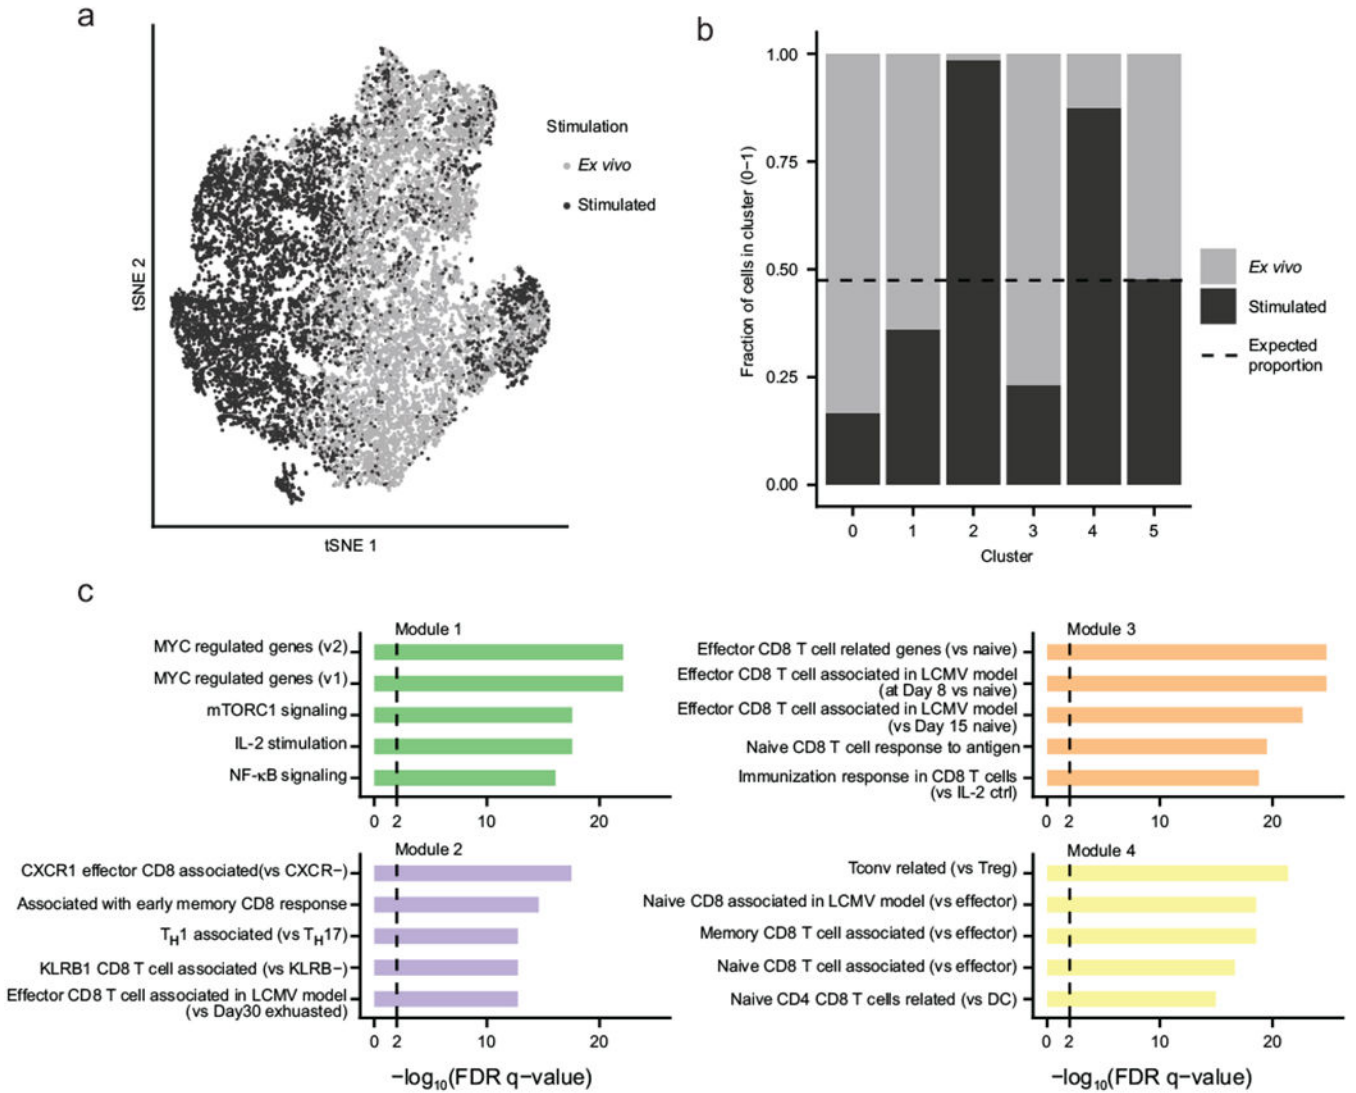 a
tSNE 2
tSNE 1
Stimulation
Ex vivo
Stimulated
b
Fraction of cells in cluster (0−1)
1.00
0.75
0.50
0.25
0.00
0 1 2 3 4 5
Cluster
Ex vivo
Stimulated
Expected
proportion
c
Module 1
MYC regulated genes (v2)
MYC regulated genes (v1)
mTORC1 signaling
IL-2 stimulation
NF-κB signaling
0 2 10 20
Module 2
CXCR1 effector CD8 associated(vs CXCR−)
Associated with early memory CD8 response
TH1 associated (vs TH17)
KLRB1 CD8 T cell associated (vs KLRB−)
Effector CD8 T cell associated in LCMV model
(vs Day30 exhuasted)
0 2 10 20
−log10(FDR q−value)
Module 3
Effector CD8 T cell related genes (vs naive)
Effector CD8 T cell associated in LCMV model
(at Day 8 vs naive)
Effector CD8 T cell associated in LCMV model
(vs Day 15 naive)
Naive CD8 T cell response to antigen
Immunization response in CD8 T cells
(vs IL-2 ctrl)
0 2 10 20
Module 4
Tconv related (vs Treg)
Naive CD8 associated in LCMV model (vs effector)
Memory CD8 T cell associated (vs effector)
Naive CD8 T cell associated (vs effector)
Naive CD4 CD8 T cells related (vs DC)
0 2 10 20
−log10(FDR q−value)